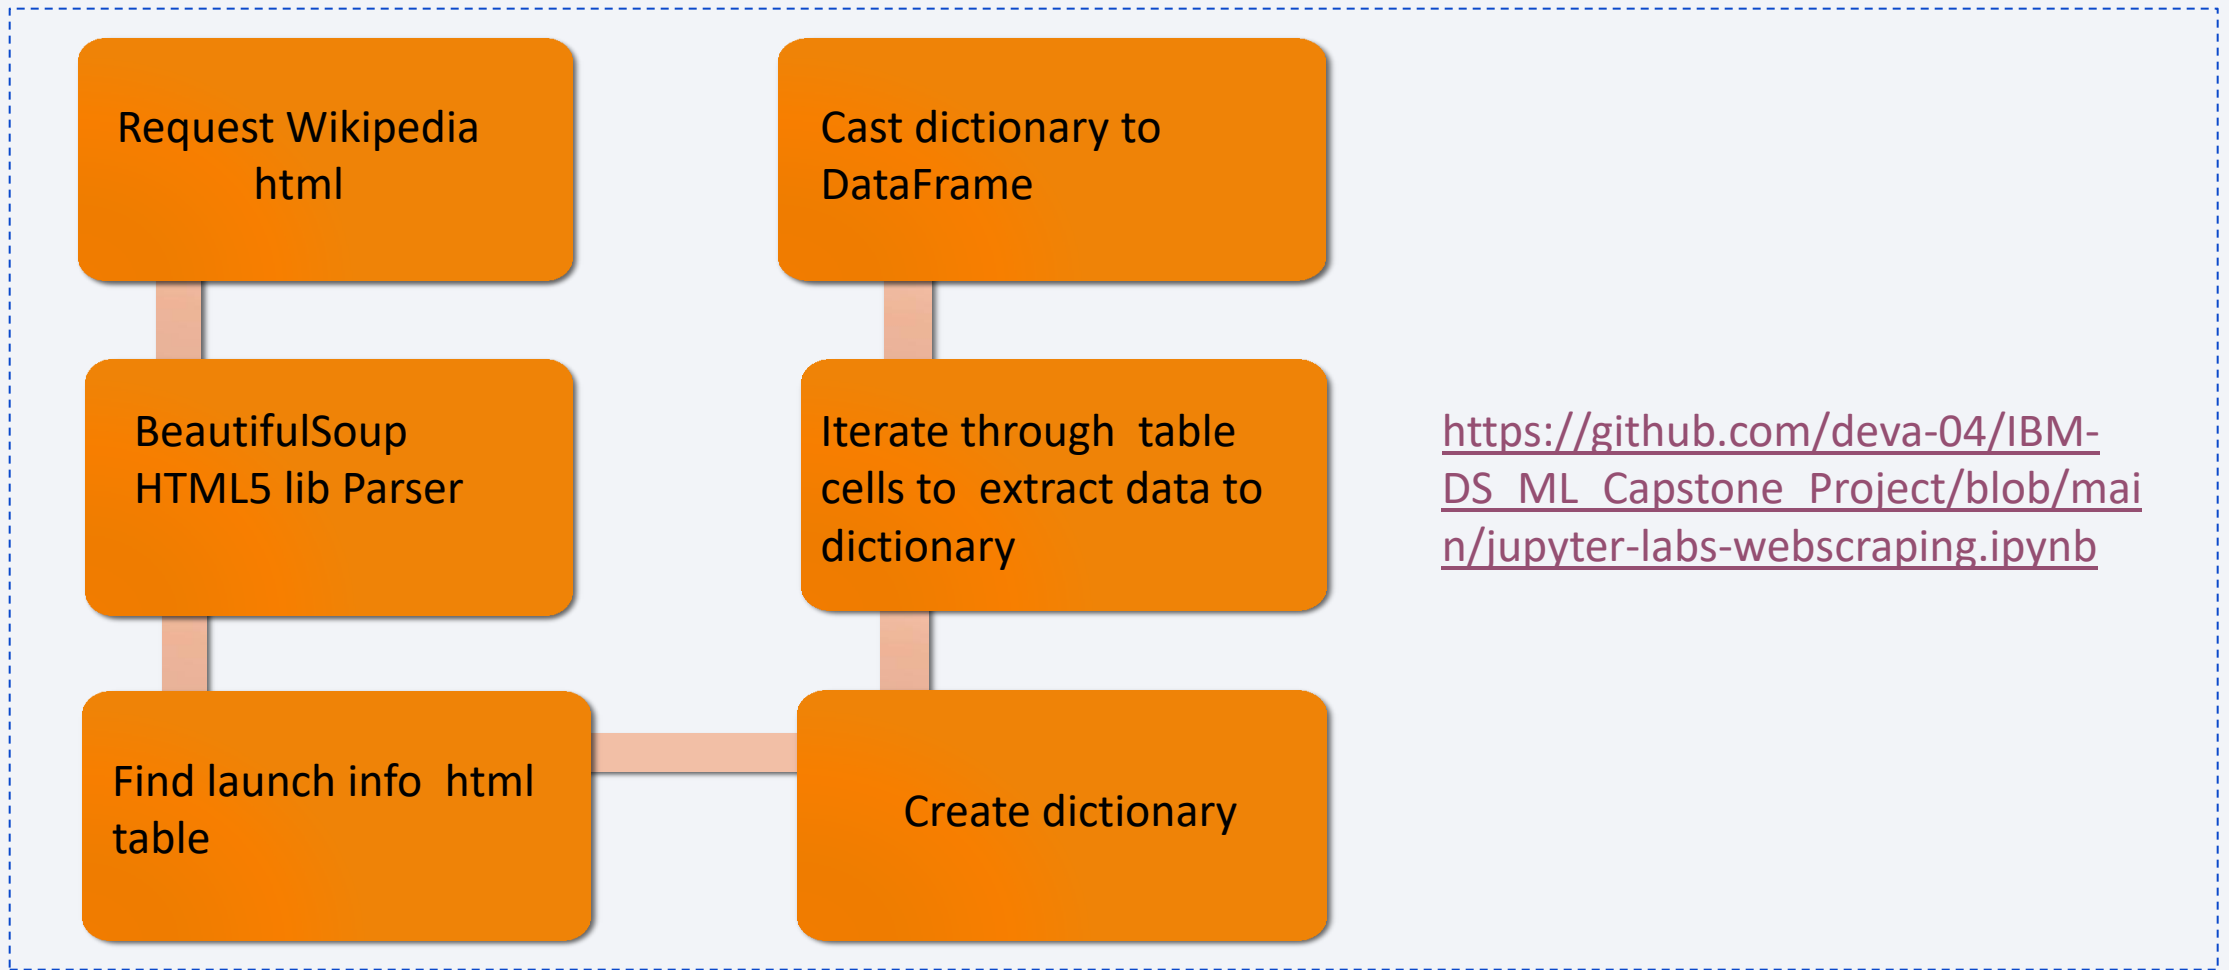 Request Wikipedia
html
BeautifulSoup
HTML5 lib Parser
Find launch info  html
table
Cast dictionary to
DataFrame
Iterate through  table
cells to  extract data to
dictionary
Create dictionary
https://github.com/deva-04/IBM-
DS_ML_Capstone_Project/blob/mai
n/jupyter-labs-webscraping.ipynb